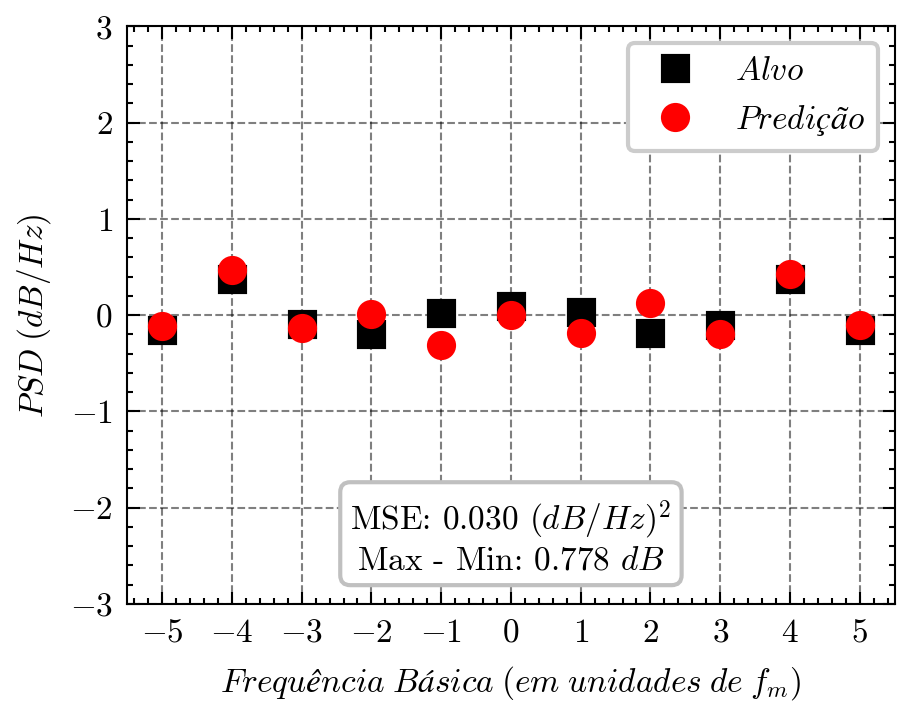 3
2
1
0
−1
−2
−3
PSD (dB/Hz)
Alvo
Predição
MSE: 0.030 (dB/Hz)²
Max - Min: 0.778 dB
−5 −4 −3 −2 −1 0 1 2 3 4 5
Frequência Básica (em unidades de fₘ)